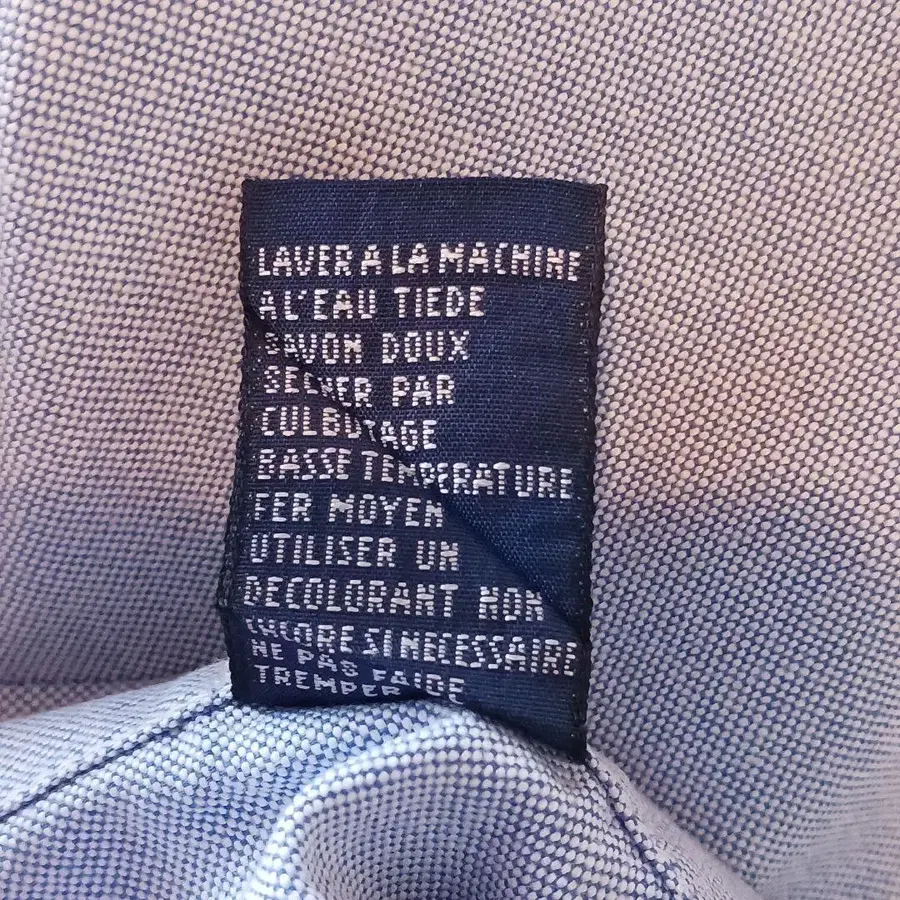 LAVER A LA MACHINE
A L'EAU TIEDE
SAVON DOUX
SECHER PAR
CULBUTAGE
BASSE TEMPERATURE
FER MOYEN
UTILISER UN
DECOLORANT NON
CHLORE SI NECESSAIRE
NE PAS FAIRE
TREMPER